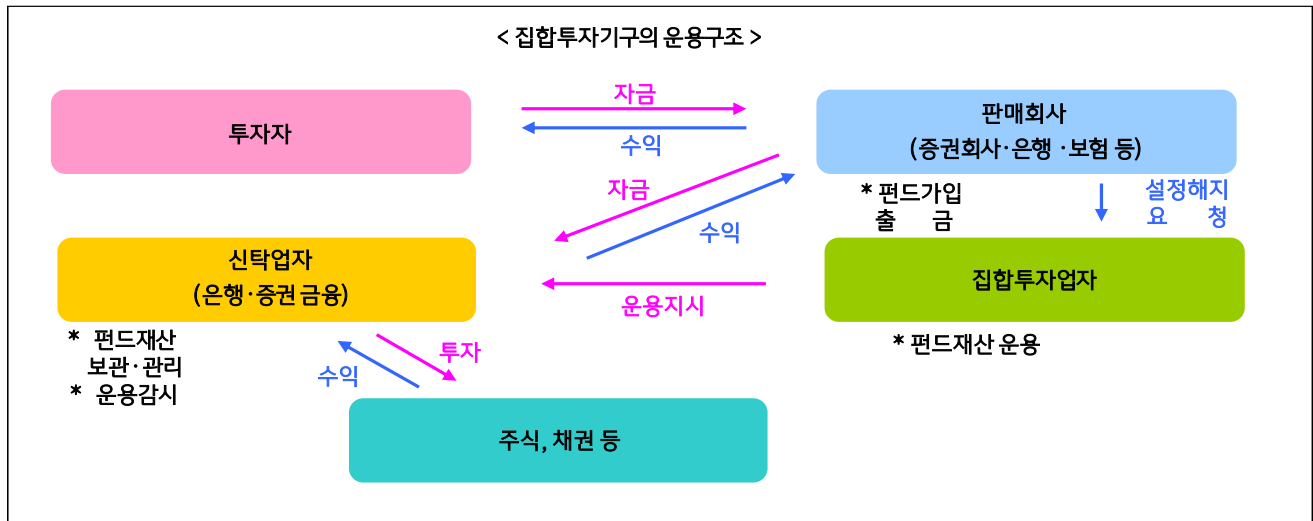 < 집합투자기구의 운용구조 >
투자자
자금
수익
판매회사
(증권회사·은행 ·보험 등)
자금
수익
* 펀드가입
출 금
설정해지
요 청
신탁업자
(은행·증권 금융)
운용지시
집합투자업자
* 펀드재산
보관·관리
* 운용감시
수익
투자
* 펀드재산 운용
주식, 채권 등